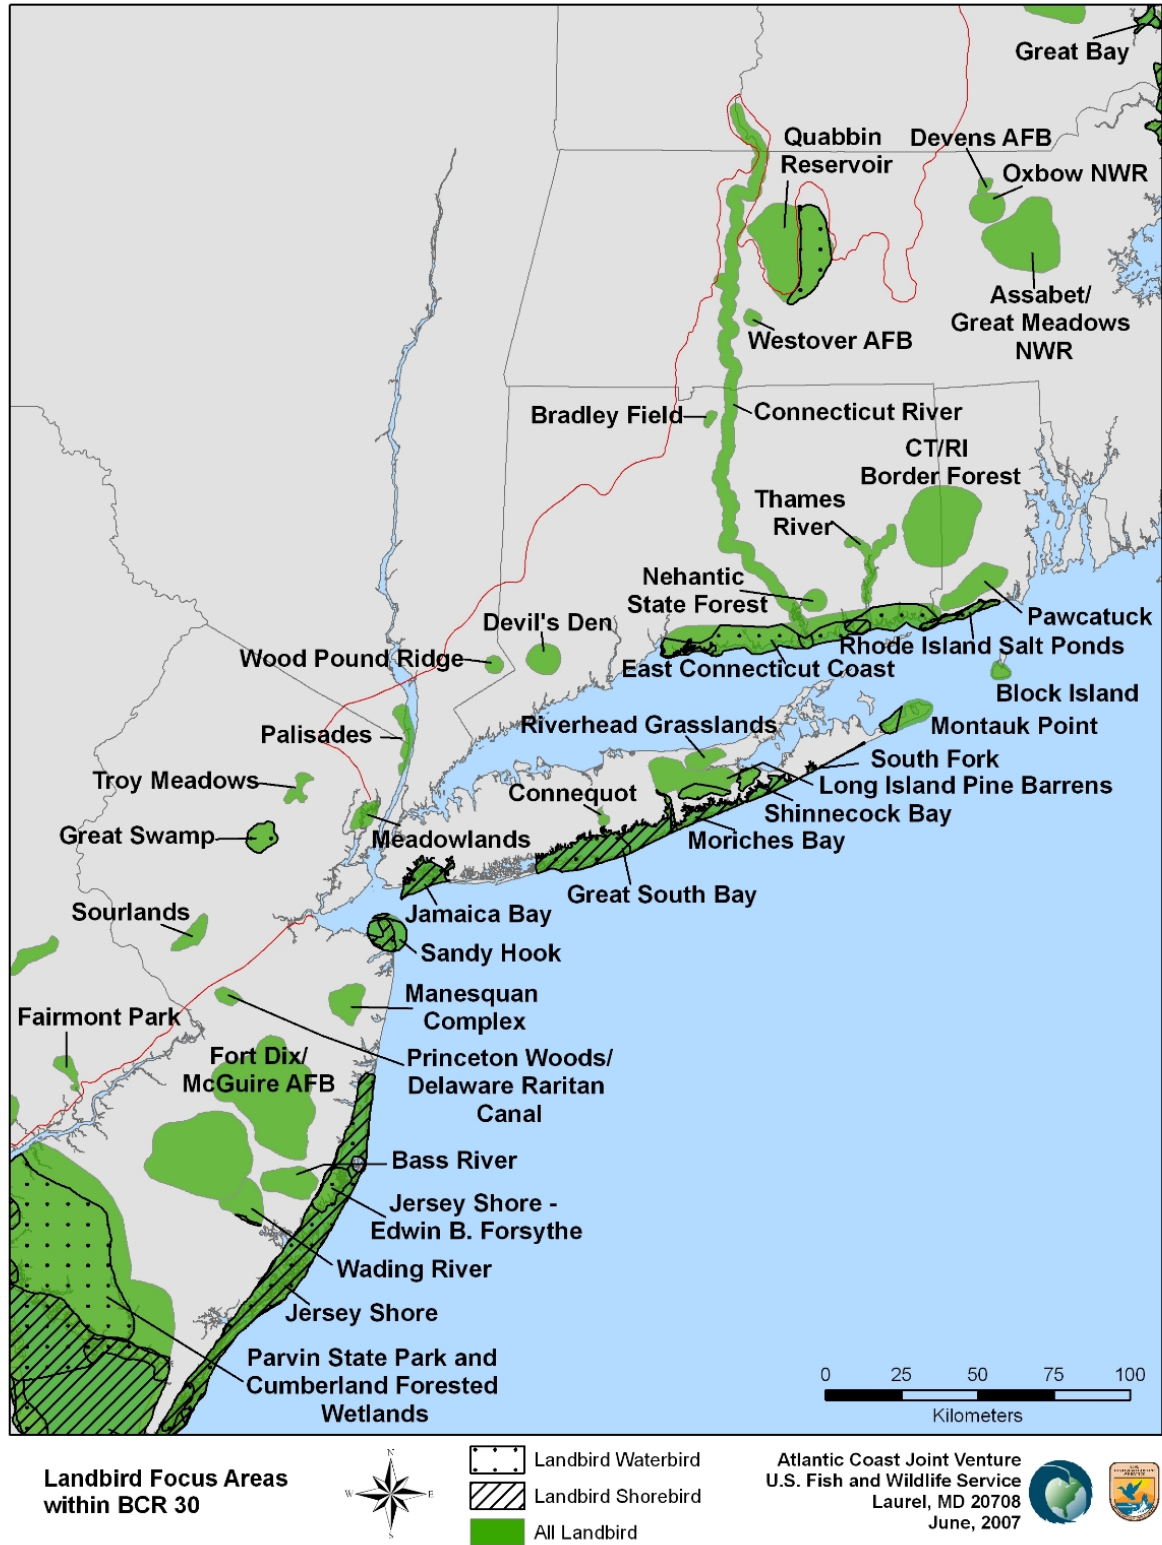 Great Bay
Quabbin
Reservoir
Devens AFB
Oxbow NWR
Assabet/
Great Meadows
NWR
Westover AFB
Bradley Field
Connecticut River
CT/RI
Border Forest
Thames
River
Nehantic
State Forest
Pawcatuck
Devil's Den
Rhode Island Salt Ponds
Wood Pound Ridge
East Connecticut Coast
Block Island
Riverhead Grasslands
Montauk Point
Palisades
South Fork
Troy Meadows
Long Island Pine Barrens
Connequot
Shinnecock Bay
Great Swamp
Meadowlands
Moriches Bay
Great South Bay
Sourlands
Jamaica Bay
Sandy Hook
Manesquan
Complex
Fairmont Park
Fort Dix/
McGuire AFB
Princeton Woods/
Delaware Raritan
Canal
Bass River
Jersey Shore -
Edwin B. Forsythe
Wading River
Jersey Shore
Parvin State Park and
Cumberland Forested
Wetlands
0 25 50 75 100
Kilometers
Landbird Focus Areas
within BCR 30
N
W E
S
Landbird Waterbird
Landbird Shorebird
All Landbird
Atlantic Coast Joint Venture
U.S. Fish and Wildlife Service
Laurel, MD 20708
June, 2007